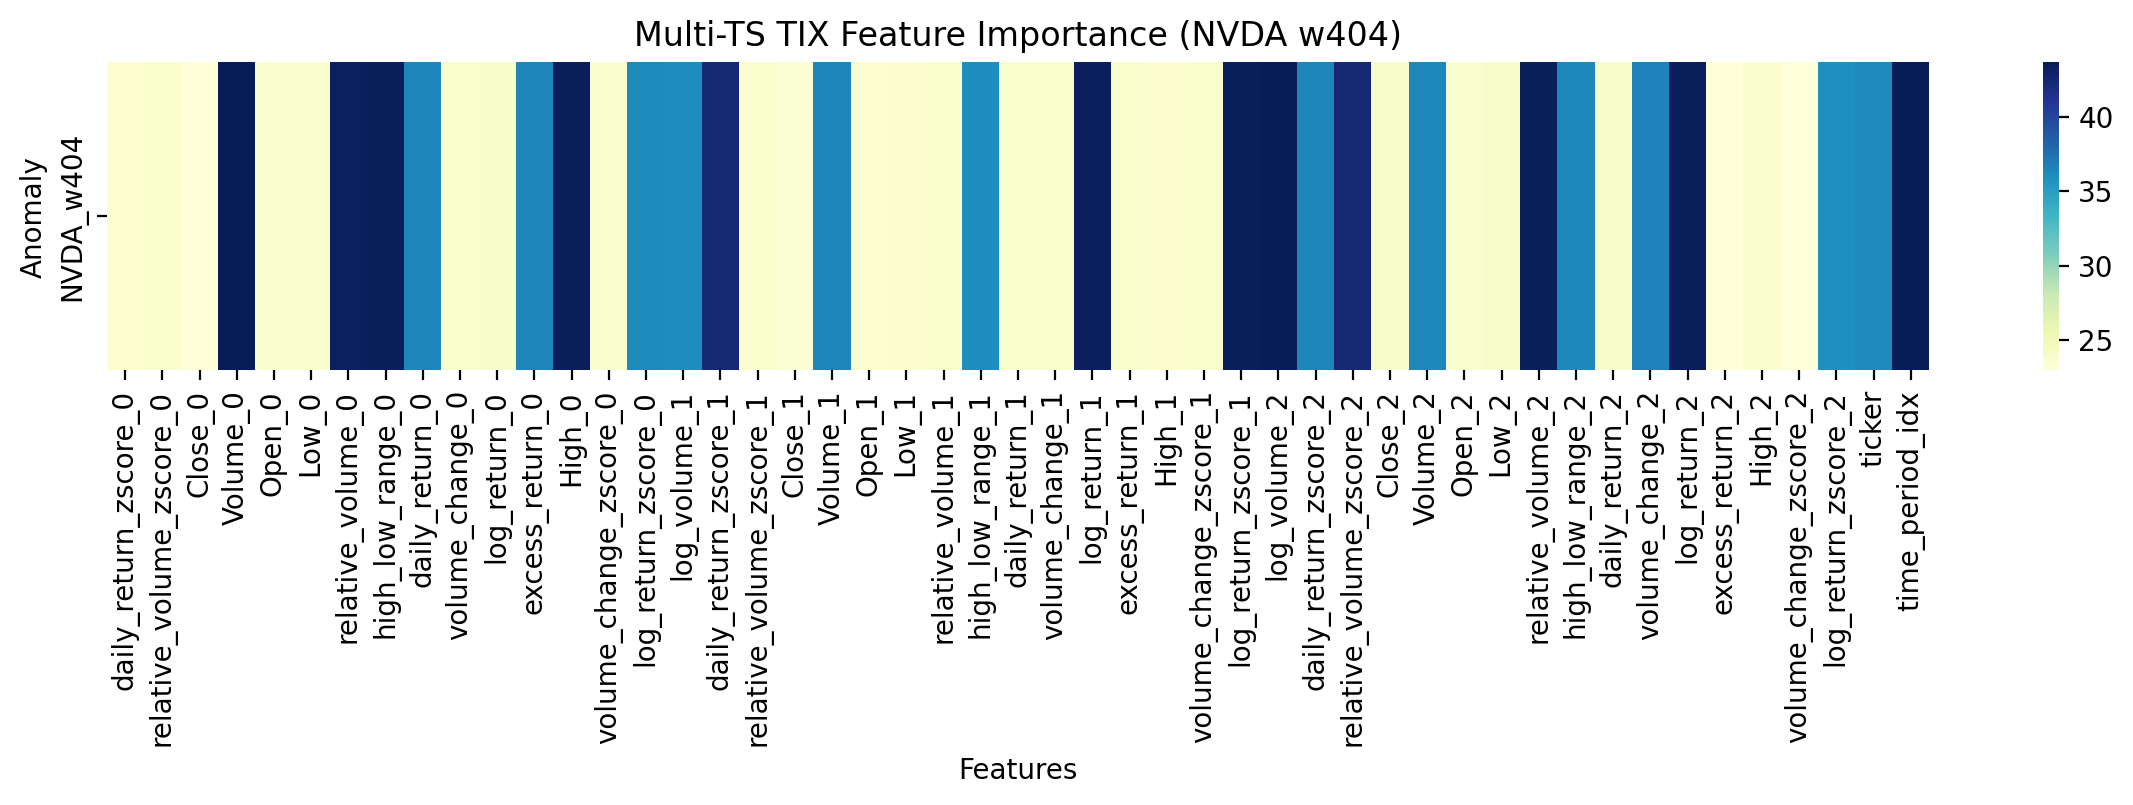 Multi-TS TIX Feature Importance (NVDA w404)
Anomaly
NVDA_w404
40
35
30
25
daily_return_zscore_0
relative_volume_zscore_0
Close_0
Volume_0
Open_0
Low_0
relative_volume_0
high_low_range_0
daily_return_0
volume_change_0
log_return_0
excess_return_0
High_0
volume_change_zscore_0
log_return_zscore_0
log_volume_1
daily_return_zscore_1
relative_volume_zscore_1
Close_1
Volume_1
Open_1
Low_1
relative_volume_1
high_low_range_1
daily_return_1
volume_change_1
log_return_1
excess_return_1
High_1
volume_change_zscore_1
log_return_zscore_1
log_volume_2
daily_return_zscore_2
relative_volume_zscore_2
Close_2
Volume_2
Open_2
Low_2
relative_volume_2
high_low_range_2
daily_return_2
volume_change_2
log_return_2
excess_return_2
High_2
volume_change_zscore_2
log_return_zscore_2
ticker
time_period_idx
Features